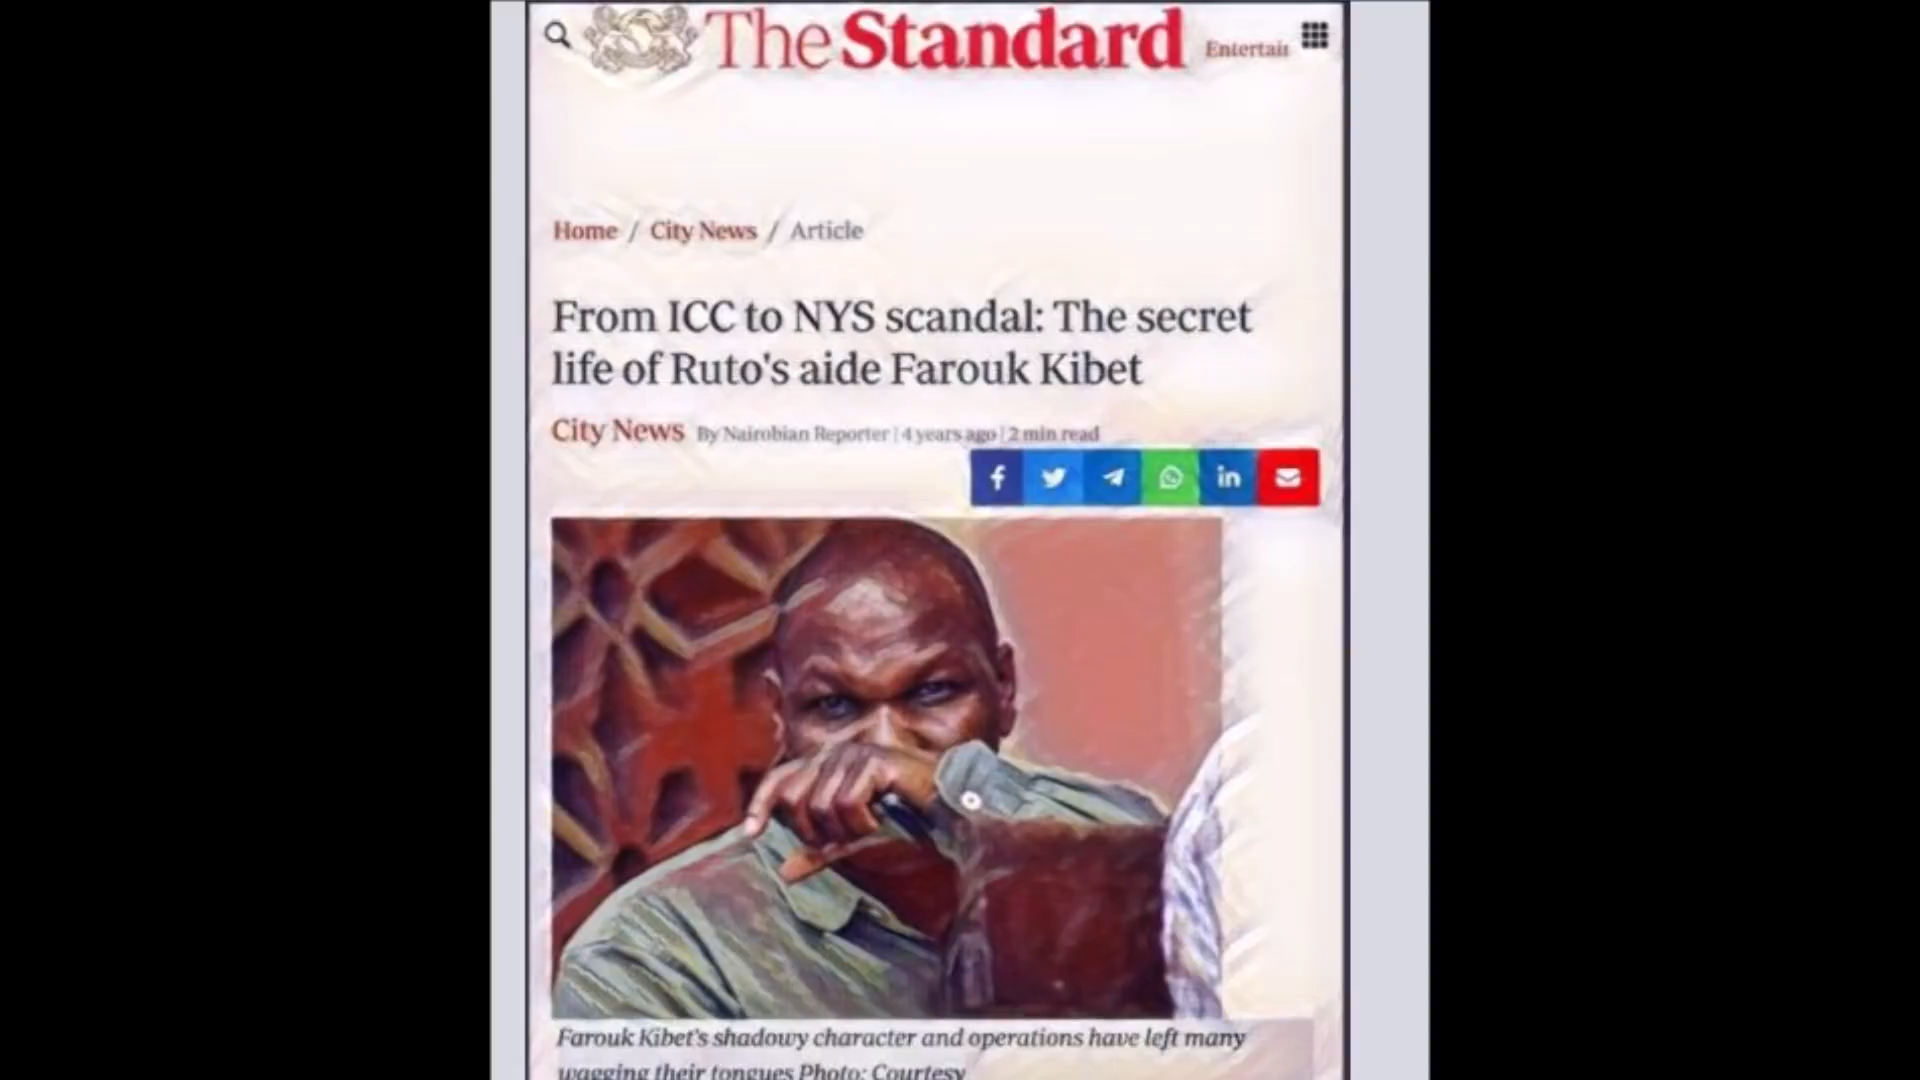 The Standard Entertain
Home / City News / Article
From ICC to NYS scandal: The secret
life of Ruto's aide Farouk Kibet
City News By Nairobian Reporter | 4 years ago | 2 min read
Farouk Kibet's shadowy character and operations have left many
wagging their tongues Photo: Courtesy